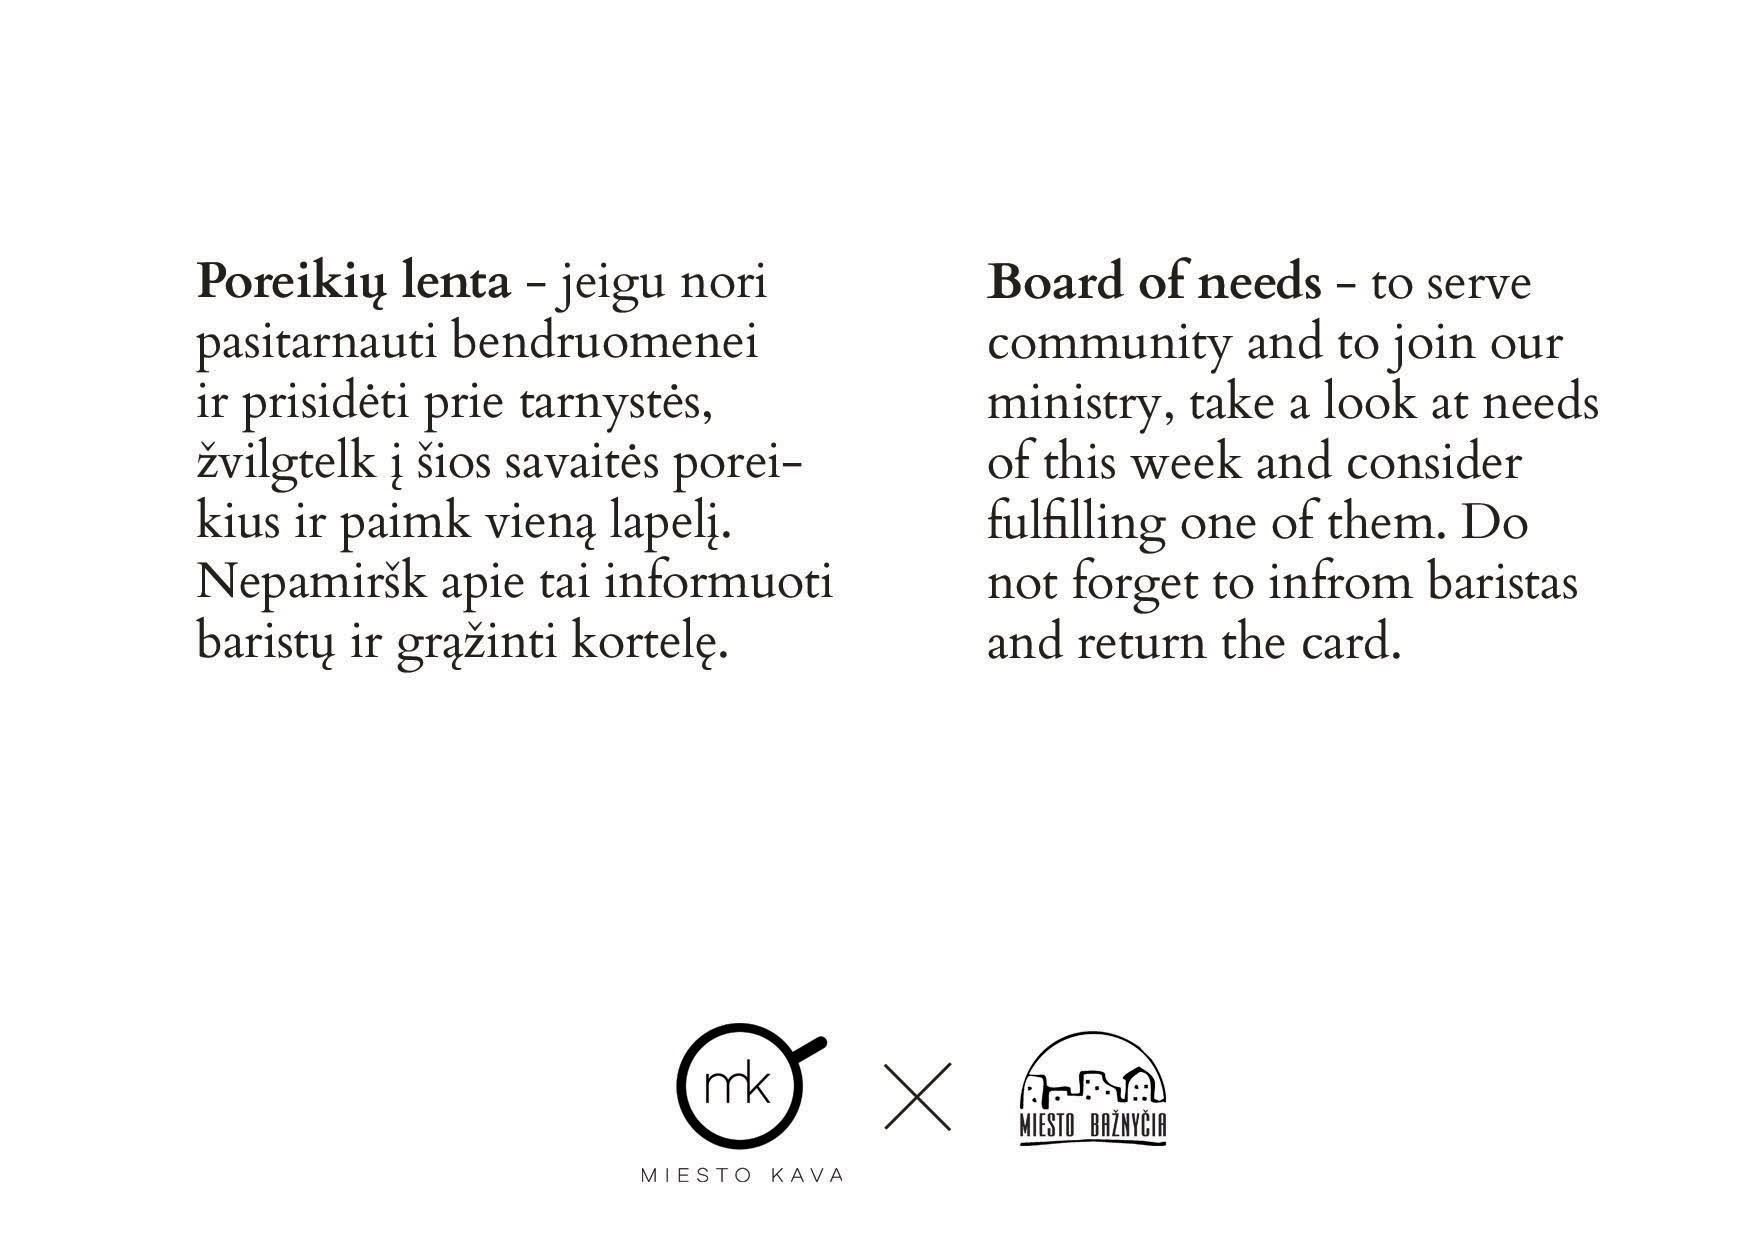 Poreikių lenta - jeigu nori
pasitarnauti bendruomenei
ir prisidėti prie tarnystės,
žvilgtelk į šios savaitės porei-
kius ir paimk vieną lapelį.
Nepamiršk apie tai informuoti
baristų ir grąžinti kortelę.
Board of needs - to serve
community and to join our
ministry, take a look at needs
of this week and consider
fulfilling one of them. Do
not forget to infrom baristas
and return the card.
mk
MIESTO KAVA
MIESTO BAŽNYČIA